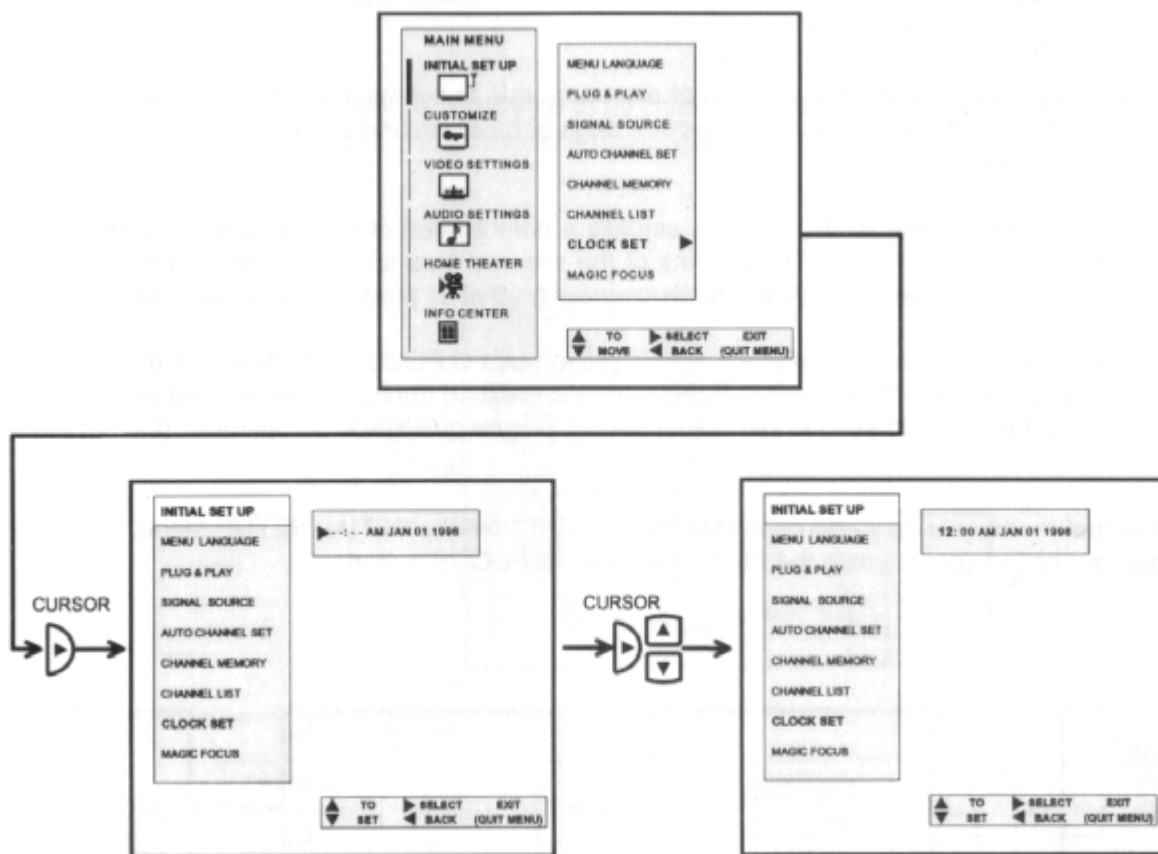 MAIN MENU
INITIAL SET UP
CUSTOMIZE
VIDEO SETTINGS
AUDIO SETTINGS
HOME THEATER
INFO CENTER
MENU LANGUAGE
PLUG & PLAY
SIGNAL SOURCE
AUTO CHANNEL SET
CHANNEL MEMORY
CHANNEL LIST
CLOCK SET
MAGIC FOCUS
TO SELECT EXIT
MOVE BACK (QUIT MENU)
CURSOR
INITIAL SET UP
MENU LANGUAGE
PLUG & PLAY
SIGNAL SOURCE
AUTO CHANNEL SET
CHANNEL MEMORY
CHANNEL LIST
CLOCK SET
MAGIC FOCUS
--:-- AM JAN 01 1996
TO SELECT EXIT
SET BACK (QUIT MENU)
CURSOR
INITIAL SET UP
MENU LANGUAGE
PLUG & PLAY
SIGNAL SOURCE
AUTO CHANNEL SET
CHANNEL MEMORY
CHANNEL LIST
CLOCK SET
MAGIC FOCUS
12: 00 AM JAN 01 1996
TO SELECT EXIT
SET BACK (QUIT MENU)